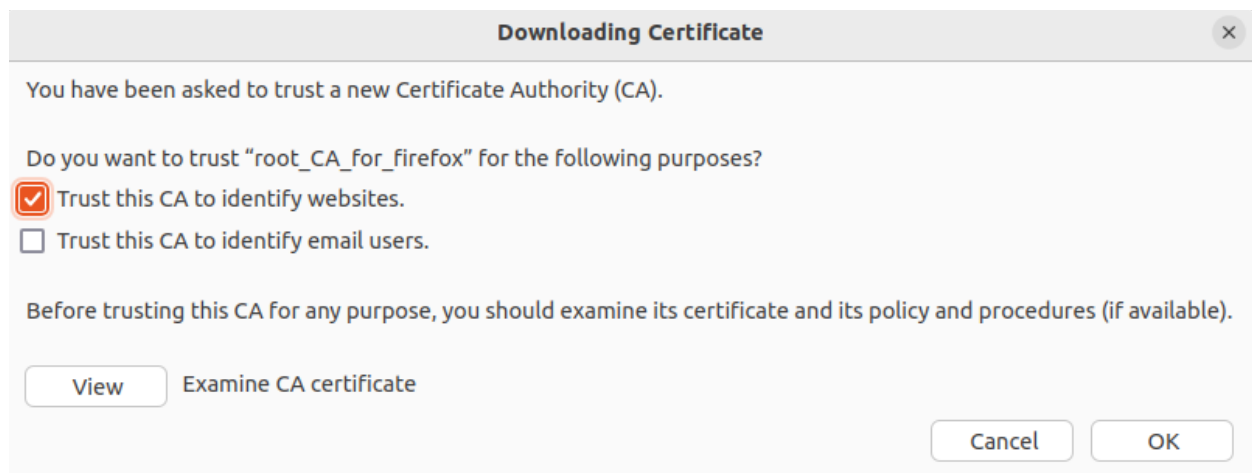 Downloading Certificate
You have been asked to trust a new Certificate Authority (CA).
Do you want to trust “root_CA_for_firefox” for the following purposes?
Trust this CA to identify websites.
Trust this CA to identify email users.
Before trusting this CA for any purpose, you should examine its certificate and its policy and procedures (if available).
View Examine CA certificate
Cancel OK